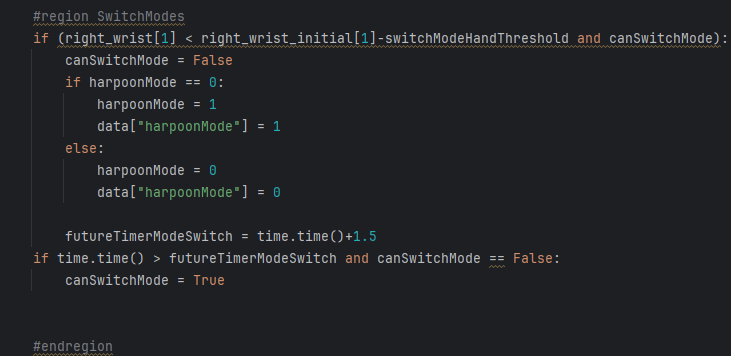 #region SwitchModes
if (right_wrist[1] < right_wrist_initial[1]-switchModeHandThreshold and canSwitchMode):
    canSwitchMode = False
    if harpoonMode == 0:
        harpoonMode = 1
        data["harpoonMode"] = 1
    else:
        harpoonMode = 0
        data["harpoonMode"] = 0

    futureTimerModeSwitch = time.time()+1.5
if time.time() > futureTimerModeSwitch and canSwitchMode == False:
    canSwitchMode = True


#endregion